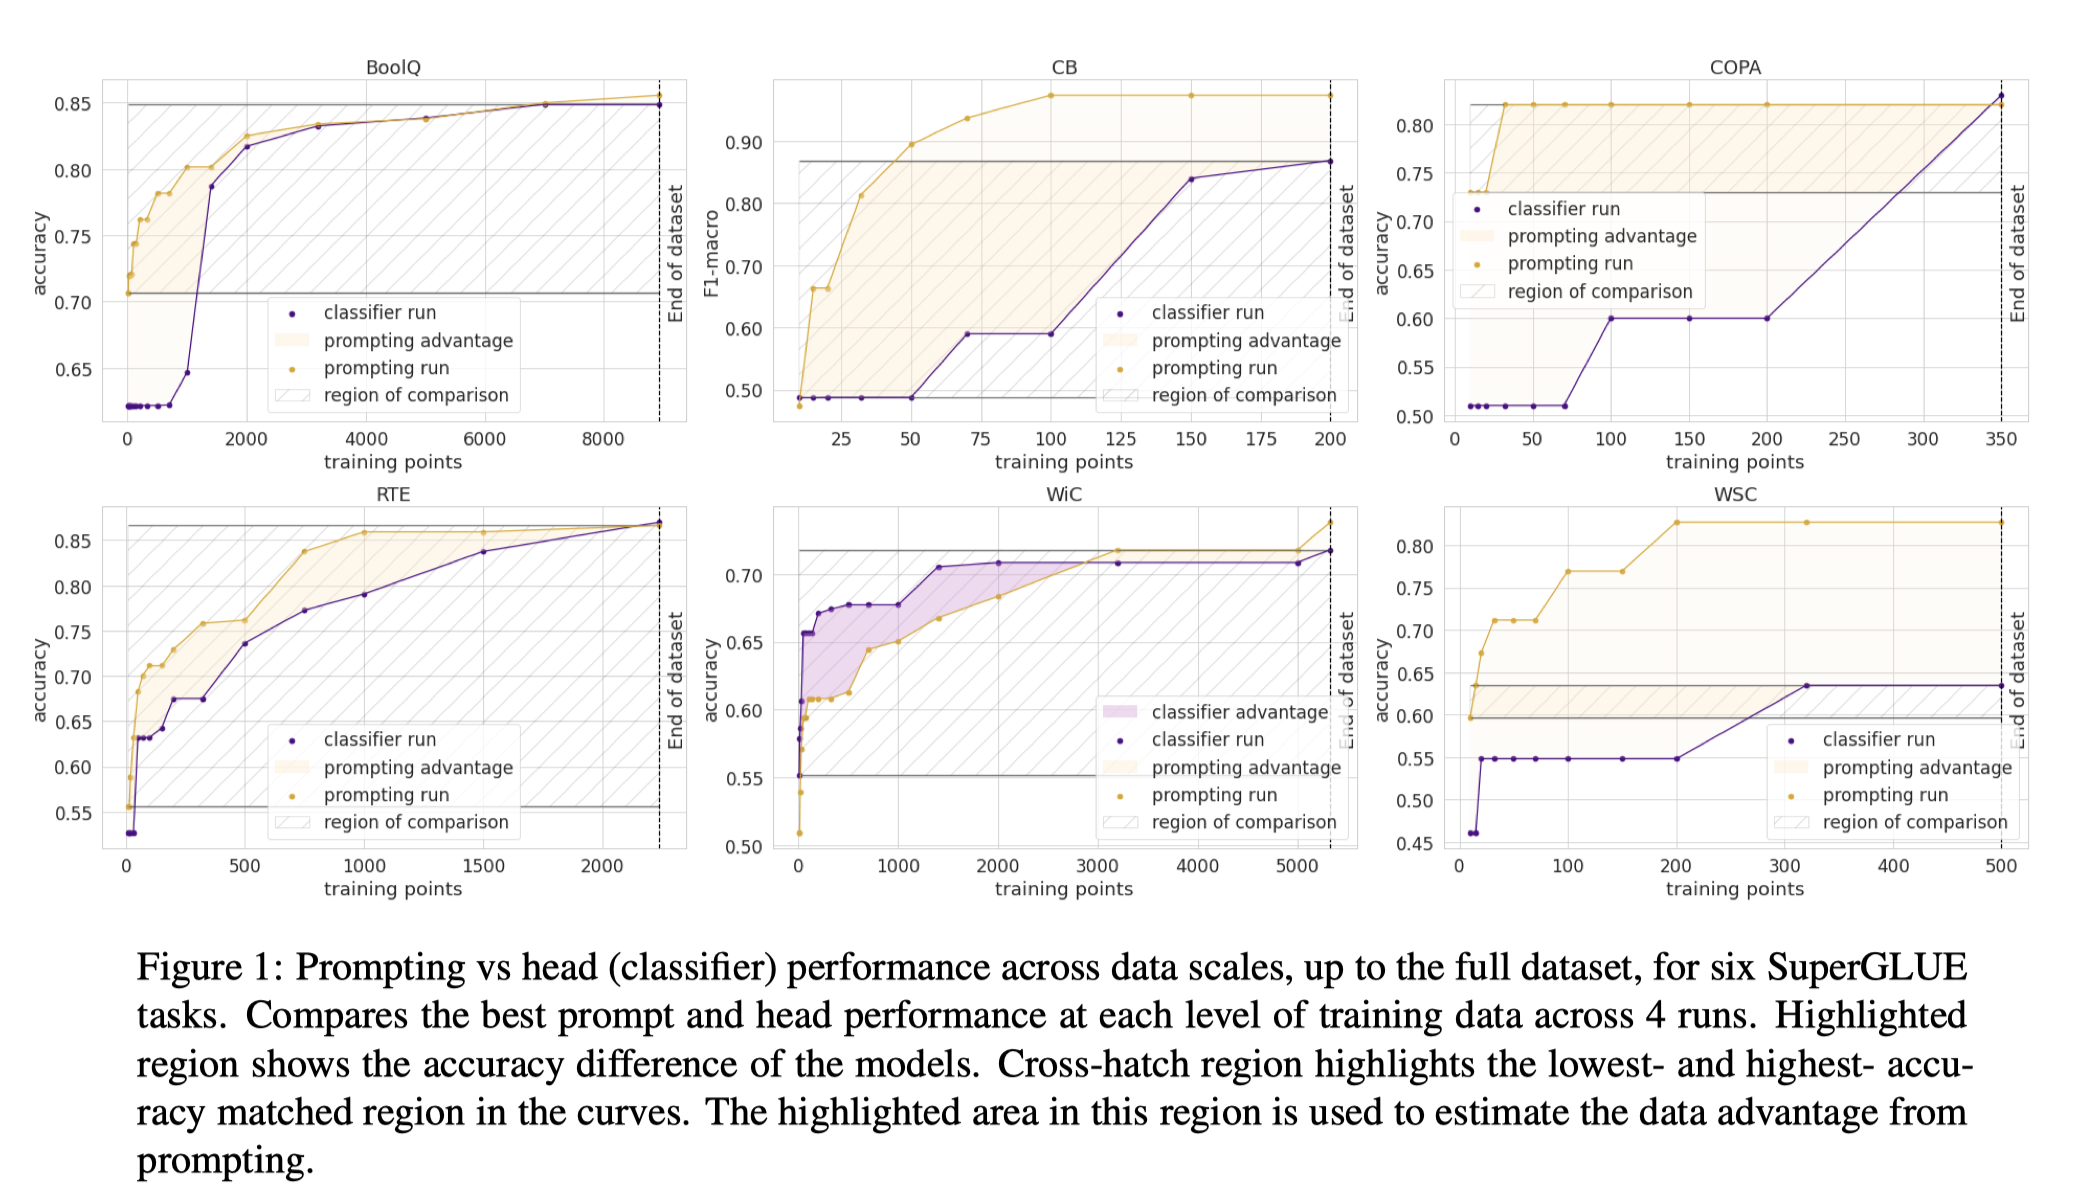 BoolQ
accuracy
0.85
0.80
0.75
0.70
0.65
0
2000
4000
6000
8000
training points
End of dataset
classifier run
prompting advantage
prompting run
region of comparison
CB
F1-macro
0.90
0.80
0.70
0.60
0.50
25
50
75
100
125
150
175
200
training points
End of dataset
classifier run
prompting advantage
prompting run
region of comparison
COPA
accuracy
0.80
0.75
0.70
0.65
0.60
0.55
0.50
0
50
100
150
200
250
300
350
training points
End of dataset
classifier run
prompting advantage
prompting run
region of comparison
RTE
accuracy
0.85
0.80
0.75
0.70
0.65
0.60
0.55
0
500
1000
1500
2000
training points
End of dataset
classifier run
prompting advantage
prompting run
region of comparison
WiC
accuracy
0.70
0.65
0.60
0.55
0.50
0
1000
2000
3000
4000
5000
training points
End of dataset
classifier advantage
classifier run
prompting advantage
prompting run
region of comparison
WSC
accuracy
0.80
0.75
0.70
0.65
0.60
0.55
0.50
0.45
0
100
200
300
400
500
training points
End of dataset
classifier run
prompting advantage
prompting run
region of comparison
Figure 1: Prompting vs head (classifier) performance across data scales, up to the full dataset, for six SuperGLUE
tasks. Compares the best prompt and head performance at each level of training data across 4 runs. Highlighted
region shows the accuracy difference of the models. Cross-hatch region highlights the lowest- and highest- accu-
racy matched region in the curves. The highlighted area in this region is used to estimate the data advantage from
prompting.